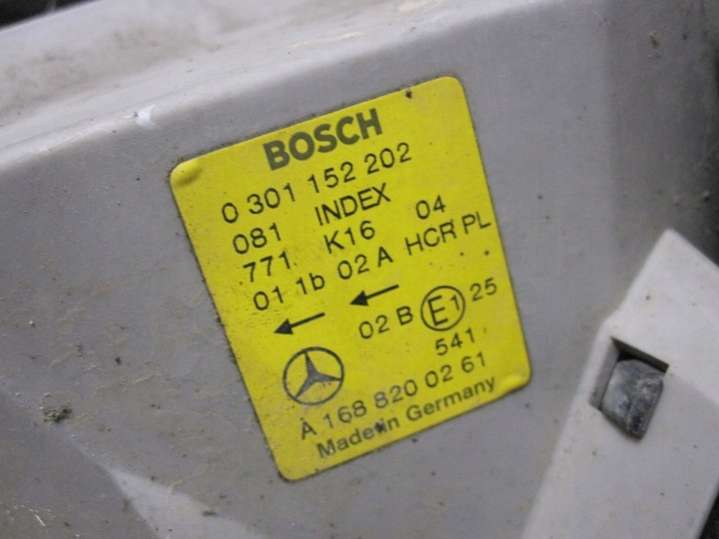 BOSCH
0 301 152 202
081 INDEX
771. K16 04
01 1b 02 A HCR PL
02 B E1 25
541
A 168 820 02 61
Made in Germany